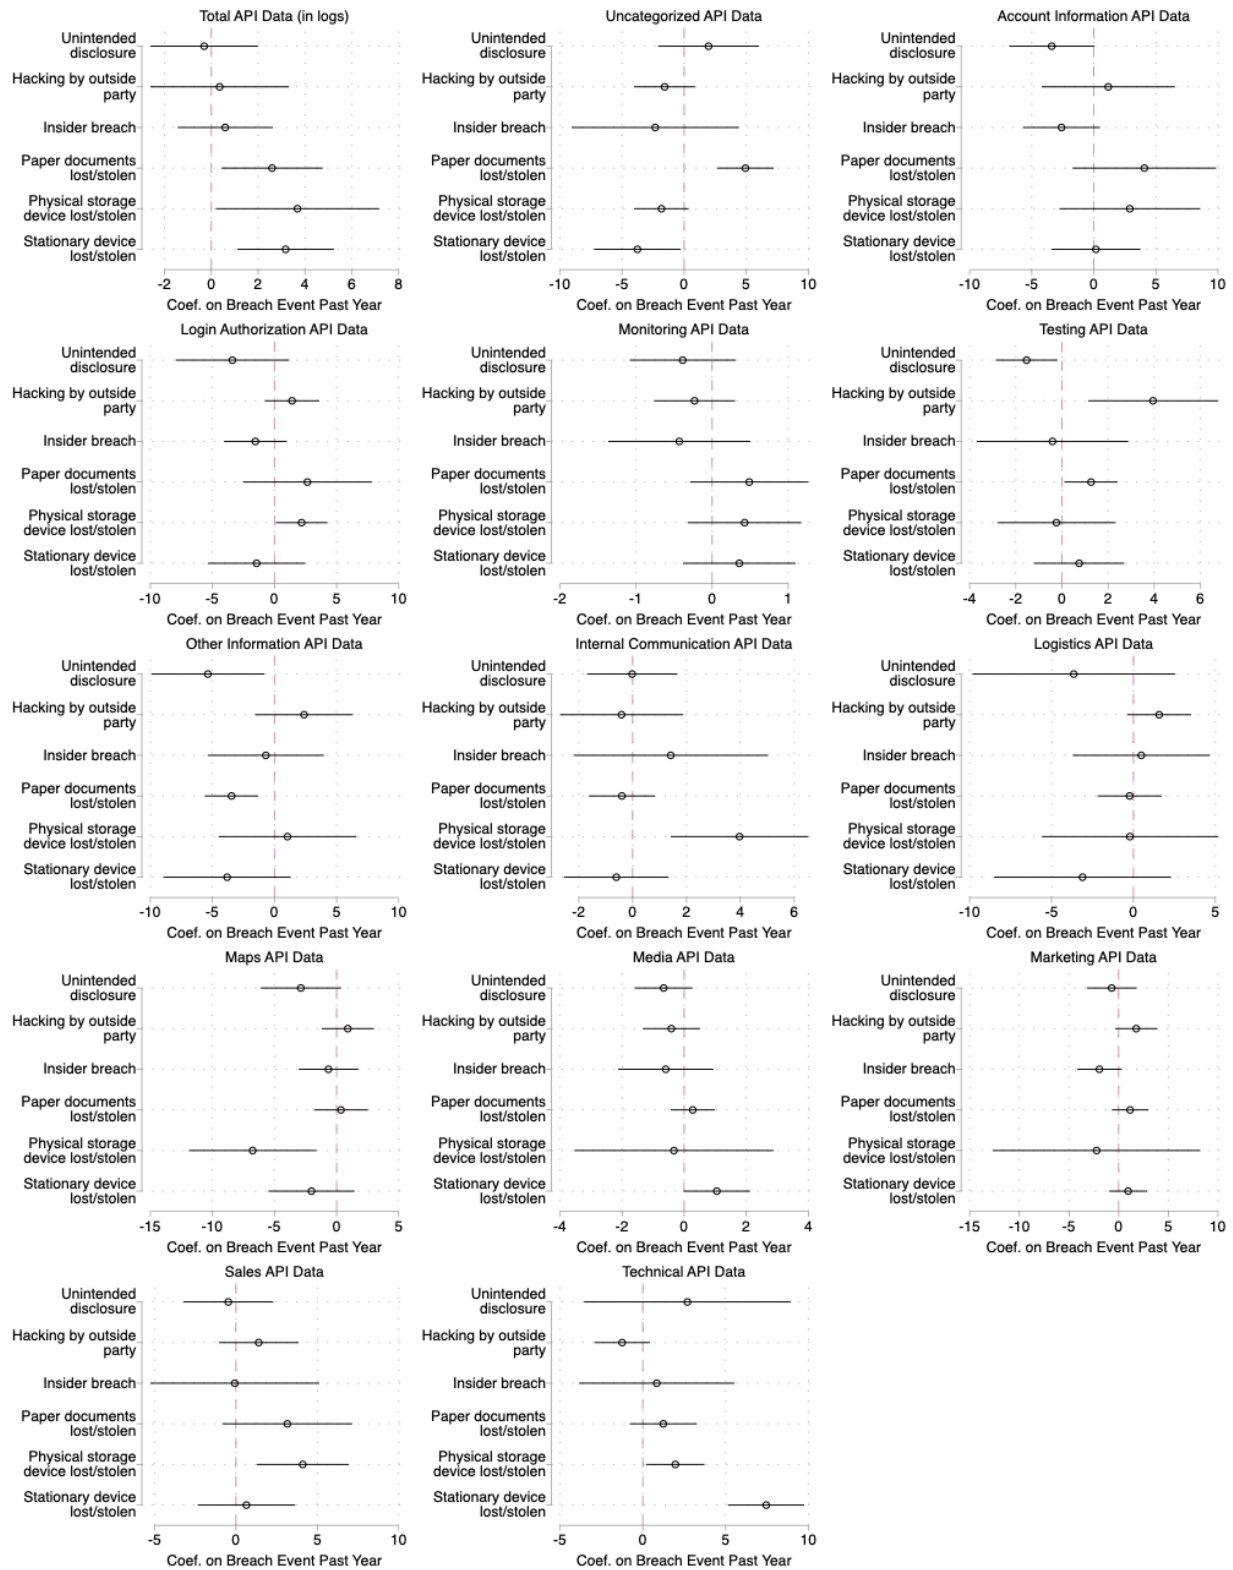 Total API Data (in logs)
Unintended
disclosure
Hacking by outside
party
Insider breach
Paper documents
lost/stolen
Physical storage
device lost/stolen
Stationary device
lost/stolen
-2 0 2 4 6 8
Coef. on Breach Event Past Year
Uncategorized API Data
Unintended
disclosure
Hacking by outside
party
Insider breach
Paper documents
lost/stolen
Physical storage
device lost/stolen
Stationary device
lost/stolen
-10 -5 0 5 10
Coef. on Breach Event Past Year
Account Information API Data
Unintended
disclosure
Hacking by outside
party
Insider breach
Paper documents
lost/stolen
Physical storage
device lost/stolen
Stationary device
lost/stolen
-10 -5 0 5 10
Coef. on Breach Event Past Year
Login Authorization API Data
Unintended
disclosure
Hacking by outside
party
Insider breach
Paper documents
lost/stolen
Physical storage
device lost/stolen
Stationary device
lost/stolen
-10 -5 0 5 10
Coef. on Breach Event Past Year
Monitoring API Data
Unintended
disclosure
Hacking by outside
party
Insider breach
Paper documents
lost/stolen
Physical storage
device lost/stolen
Stationary device
lost/stolen
-2 -1 0 1
Coef. on Breach Event Past Year
Testing API Data
Unintended
disclosure
Hacking by outside
party
Insider breach
Paper documents
lost/stolen
Physical storage
device lost/stolen
Stationary device
lost/stolen
-4 -2 0 2 4 6
Coef. on Breach Event Past Year
Other Information API Data
Unintended
disclosure
Hacking by outside
party
Insider breach
Paper documents
lost/stolen
Physical storage
device lost/stolen
Stationary device
lost/stolen
-10 -5 0 5 10
Coef. on Breach Event Past Year
Internal Communication API Data
Unintended
disclosure
Hacking by outside
party
Insider breach
Paper documents
lost/stolen
Physical storage
device lost/stolen
Stationary device
lost/stolen
-2 0 2 4 6
Coef. on Breach Event Past Year
Logistics API Data
Unintended
disclosure
Hacking by outside
party
Insider breach
Paper documents
lost/stolen
Physical storage
device lost/stolen
Stationary device
lost/stolen
-10 -5 0 5
Coef. on Breach Event Past Year
Maps API Data
Unintended
disclosure
Hacking by outside
party
Insider breach
Paper documents
lost/stolen
Physical storage
device lost/stolen
Stationary device
lost/stolen
-15 -10 -5 0 5
Coef. on Breach Event Past Year
Media API Data
Unintended
disclosure
Hacking by outside
party
Insider breach
Paper documents
lost/stolen
Physical storage
device lost/stolen
Stationary device
lost/stolen
-4 -2 0 2 4
Coef. on Breach Event Past Year
Marketing API Data
Unintended
disclosure
Hacking by outside
party
Insider breach
Paper documents
lost/stolen
Physical storage
device lost/stolen
Stationary device
lost/stolen
-15 -10 -5 0 5 10
Coef. on Breach Event Past Year
Sales API Data
Unintended
disclosure
Hacking by outside
party
Insider breach
Paper documents
lost/stolen
Physical storage
device lost/stolen
Stationary device
lost/stolen
-5 0 5 10
Coef. on Breach Event Past Year
Technical API Data
Unintended
disclosure
Hacking by outside
party
Insider breach
Paper documents
lost/stolen
Physical storage
device lost/stolen
Stationary device
lost/stolen
-5 0 5 10
Coef. on Breach Event Past Year